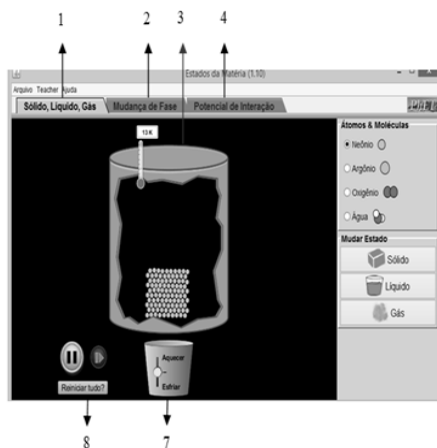 1
2
3
4
Estados da Matéria (1.10)
Arquivo Teacher Ajuda
Sólido, Líquido, Gás
Mudança de Fase
Potencial de Interação
PhET
13 K
Átomos & Moléculas
Neônio
Argônio
Oxigênio
Água
Mudar Estado
Sólido
Líquido
Gás
Aquecer
Esfriar
Reiniciar tudo?
8
7